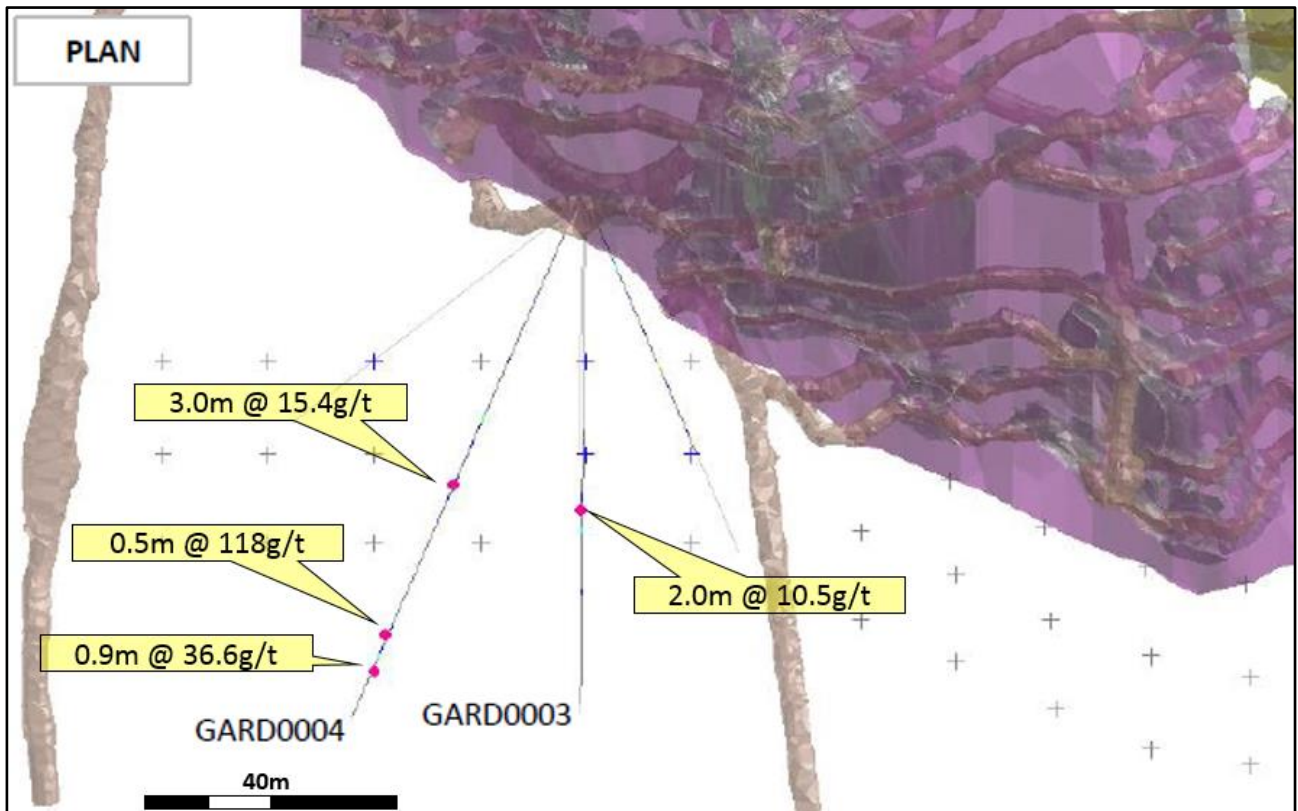 PLAN
3.0m @ 15.4g/t
0.5m @ 118g/t
2.0m @ 10.5g/t
0.9m @ 36.6g/t
GARD0004
GARD0003
40m